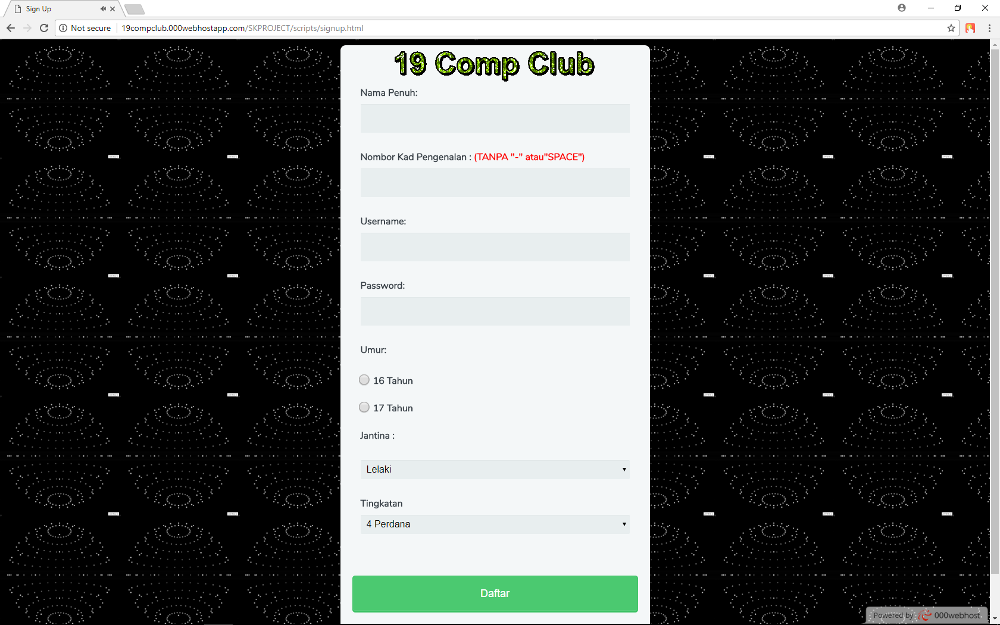 Sign Up
Not secure
19compclub.000webhostapp.com/SKPROJECT/scripts/signup.html
19 Comp Club
Nama Penuh:
Nombor Kad Pengenalan : (TANPA "-" atau"SPACE")
Username:
Password:
Umur:
16 Tahun
17 Tahun
Jantina :
Lelaki
Tingkatan
4 Perdana
Daftar
Powered by 000webhost